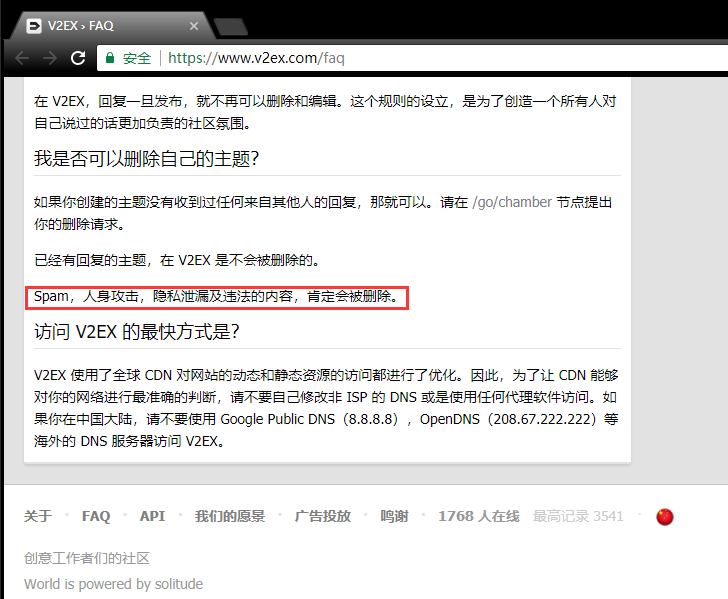 V2EX › FAQ
安全 https://www.v2ex.com/faq
在 V2EX，回复一旦发布，就不再可以删除和编辑。这个规则的设立，是为了创造一个所有人对
自己说过的话更加负责的社区氛围。
我是否可以删除自己的主题?
如果你创建的主题没有收到过任何来自其他人的回复，那就可以。请在 /go/chamber 节点提出
你的删除请求。
已经有回复的主题，在 V2EX 是不会被删除的。
Spam，人身攻击，隐私泄漏及违法的内容，肯定会被删除。
访问 V2EX 的最快方式是?
V2EX 使用了全球 CDN 对网站的动态和静态资源的访问都进行了优化。因此，为了让 CDN 能够
对你的网络进行最准确的判断，请不要自己修改非 ISP 的 DNS 或是使用任何代理软件访问。如
果你在中国大陆，请不要使用 Google Public DNS（8.8.8.8），OpenDNS（208.67.222.222）等
海外的 DNS 服务器访问 V2EX。
关于 · FAQ · API · 我们的愿景 · 广告投放 · 鸣谢 · 1768 人在线 最高记录 3541 ·
创意工作者们的社区
World is powered by solitude